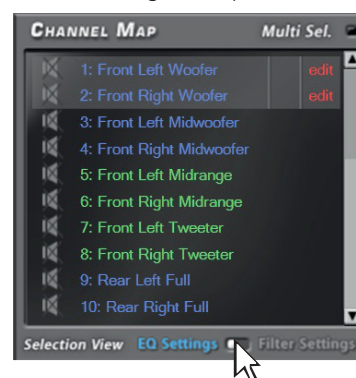 Channel Map Multi Sel.
1: Front Left Woofer edit
2: Front Right Woofer edit
3: Front Left Midwoofer
4: Front Right Midwoofer
5: Front Left Midrange
6: Front Right Midrange
7: Front Left Tweeter
8: Front Right Tweeter
9: Rear Left Full
10: Rear Right Full
Selection View EQ Settings Filter Settings